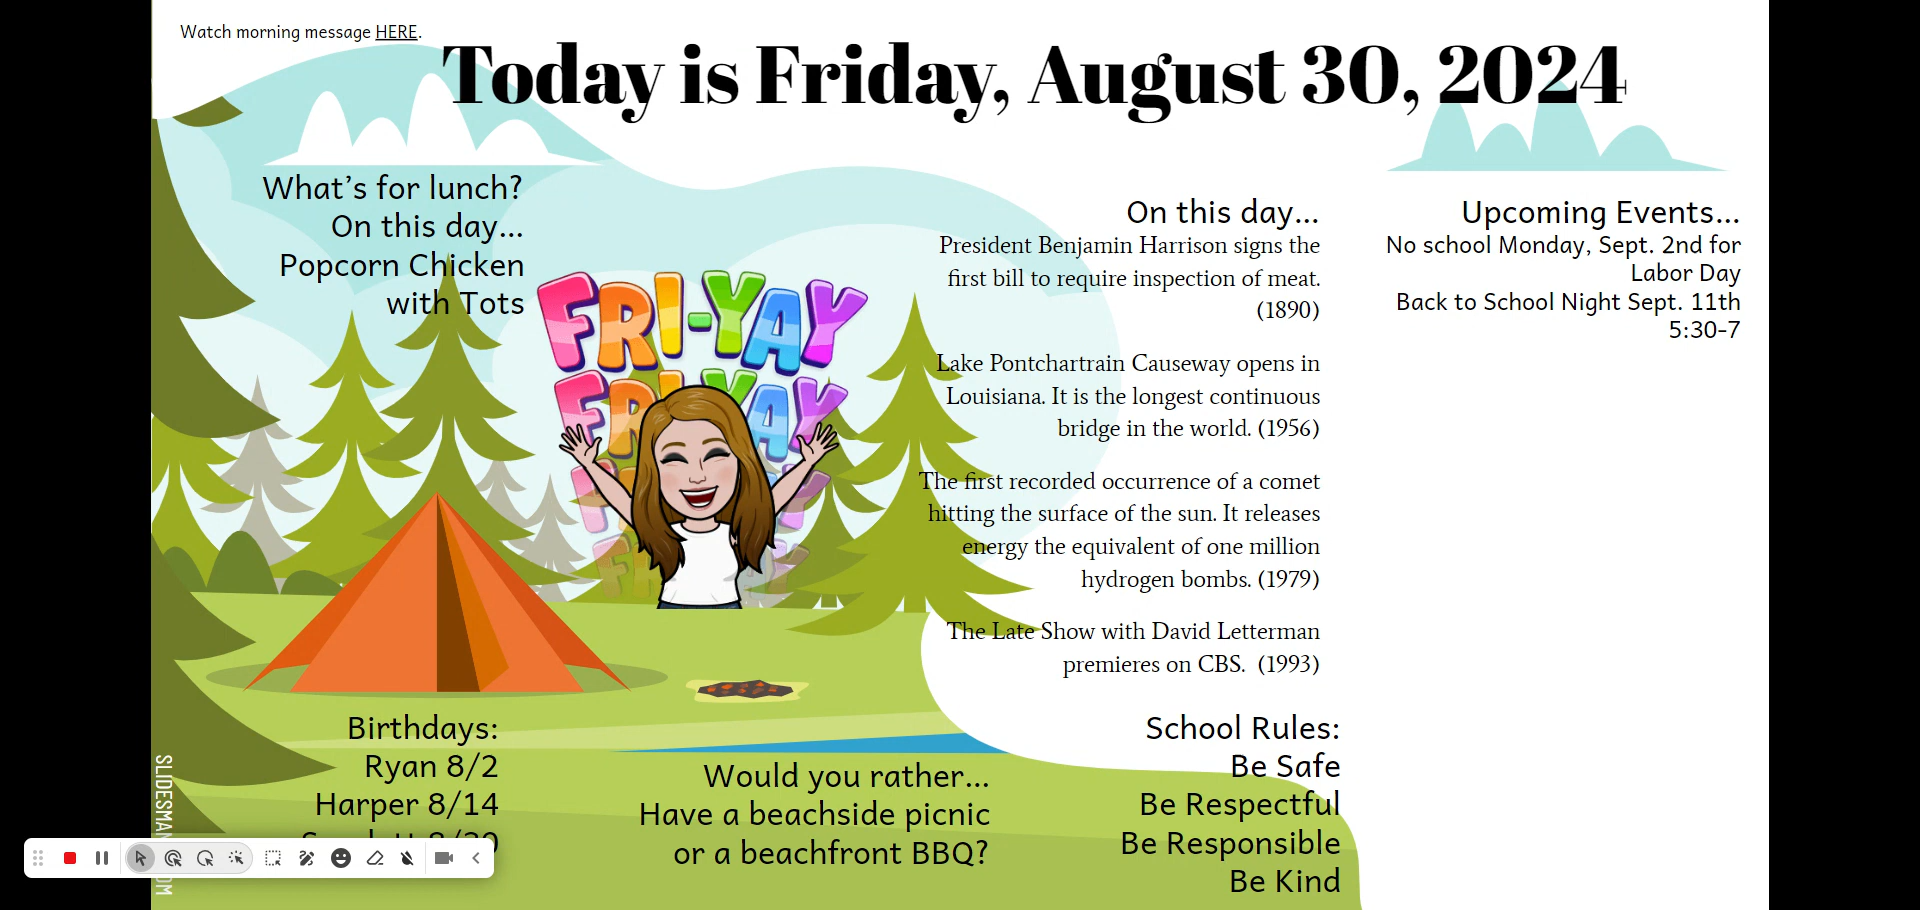 Watch morning message HERE.
Today is Friday, August 30, 2024
What's for lunch?
On this day...
Popcorn Chicken
with Tots
FRI-YAY
FRI-YAY
On this day...
President Benjamin Harrison signs the
first bill to require inspection of meat.
(1890)
Lake Pontchartrain Causeway opens in
Louisiana. It is the longest continuous
bridge in the world. (1956)
The first recorded occurrence of a comet
hitting the surface of the sun. It releases
energy the equivalent of one million
hydrogen bombs. (1979)
The Late Show with David Letterman
premieres on CBS.  (1993)
Upcoming Events...
No school Monday, Sept. 2nd for
Labor Day
Back to School Night Sept. 11th
5:30-7
Birthdays:
Ryan 8/2
Harper 8/14
Would you rather...
Have a beachside picnic
or a beachfront BBQ?
School Rules:
Be Safe
Be Respectful
Be Responsible
Be Kind